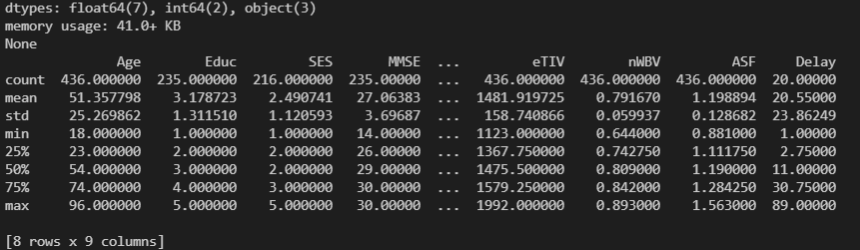 dtypes: float64(7), int64(2), object(3)
memory usage: 41.0+ KB
None
Age Educ SES MMSE ... eTIV nWBV ASF Delay
count 436.000000 235.000000 216.000000 235.00000 ... 436.000000 436.000000 436.000000 20.00000
mean 51.357798 3.178723 2.490741 27.06383 ... 1481.919725 0.791670 1.198894 20.55000
std 25.269862 1.311510 1.120593 3.69687 ... 158.740866 0.059937 0.128682 23.86249
min 18.000000 1.000000 1.000000 14.00000 ... 1123.000000 0.644000 0.881000 1.00000
25% 23.000000 2.000000 2.000000 26.00000 ... 1367.750000 0.742750 1.111750 2.75000
50% 54.000000 3.000000 2.000000 29.00000 ... 1475.500000 0.809000 1.190000 11.00000
75% 74.000000 4.000000 3.000000 30.00000 ... 1579.250000 0.842000 1.284250 30.75000
max 96.000000 5.000000 5.000000 30.00000 ... 1992.000000 0.893000 1.563000 89.00000
[8 rows x 9 columns]